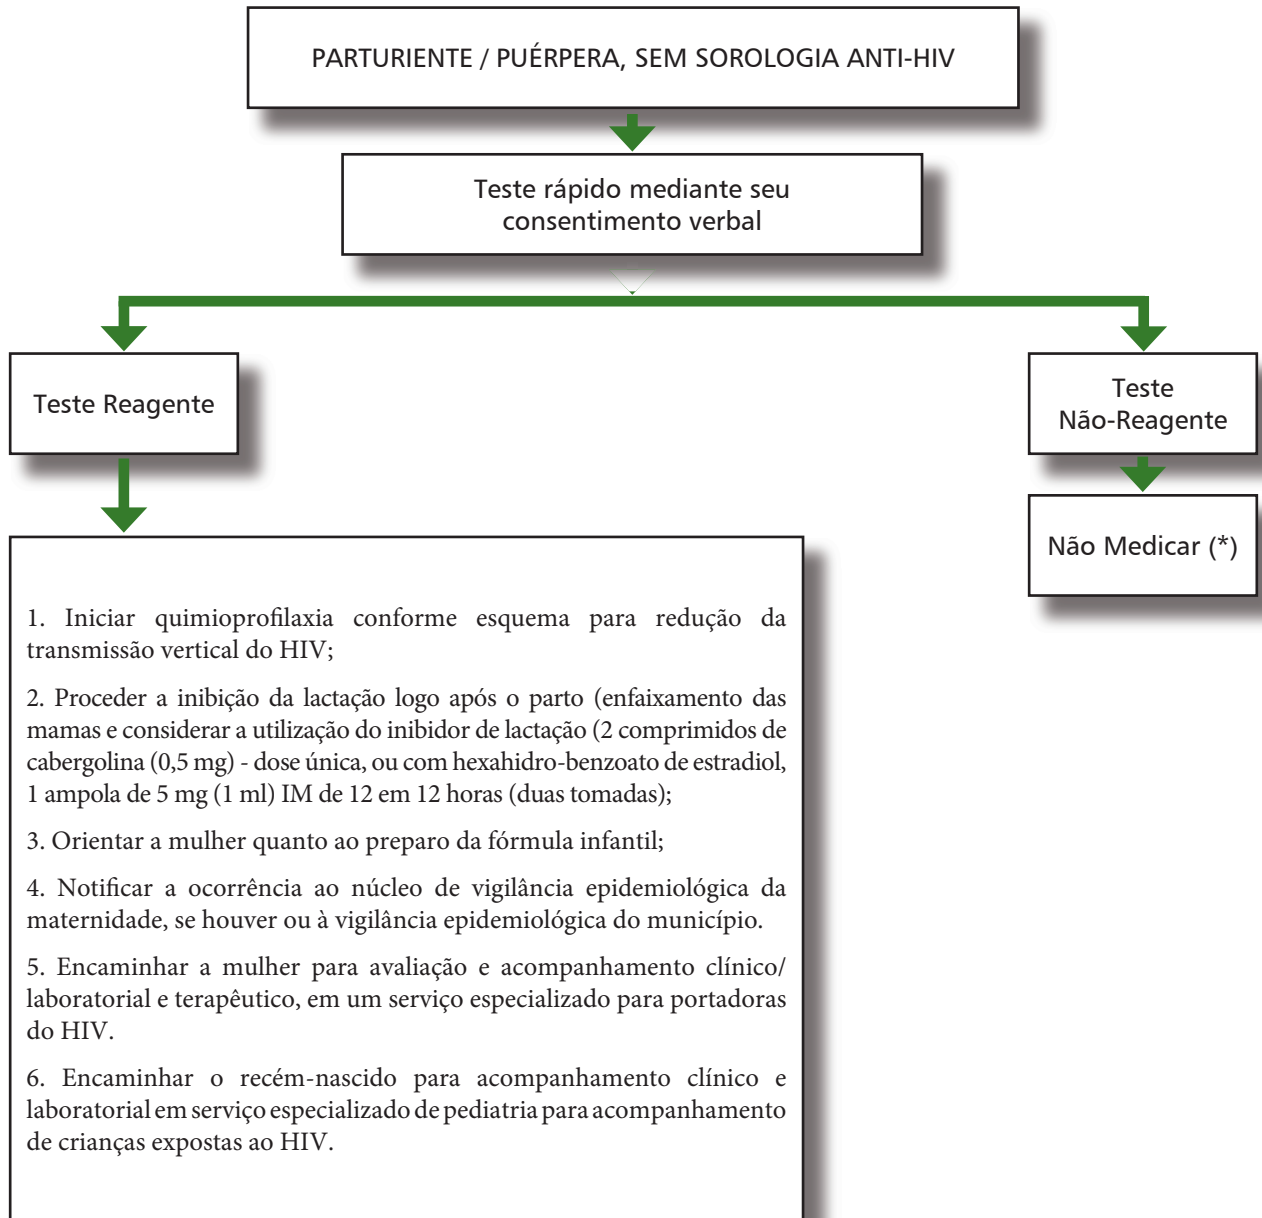 PARTURIENTE / PUÉRPERA, SEM SOROLOGIA ANTI-HIV
Teste rápido mediante seu
consentimento verbal
Teste Reagente
Teste
Não-Reagente
Não Medicar (*)
1. Iniciar quimioprofilaxia conforme esquema para redução da
transmissão vertical do HIV;
2. Proceder a inibição da lactação logo após o parto (enfaixamento das
mamas e considerar a utilização do inibidor de lactação (2 comprimidos de
cabergolina (0,5 mg) - dose única, ou com hexahidro-benzoato de estradiol,
1 ampola de 5 mg (1 ml) IM de 12 em 12 horas (duas tomadas);
3. Orientar a mulher quanto ao preparo da fórmula infantil;
4. Notificar a ocorrência ao núcleo de vigilância epidemiológica da
maternidade, se houver ou à vigilância epidemiológica do município.
5. Encaminhar a mulher para avaliação e acompanhamento clínico/
laboratorial e terapêutico, em um serviço especializado para portadoras
do HIV.
6. Encaminhar o recém-nascido para acompanhamento clínico e
laboratorial em serviço especializado de pediatria para acompanhamento
de crianças expostas ao HIV.